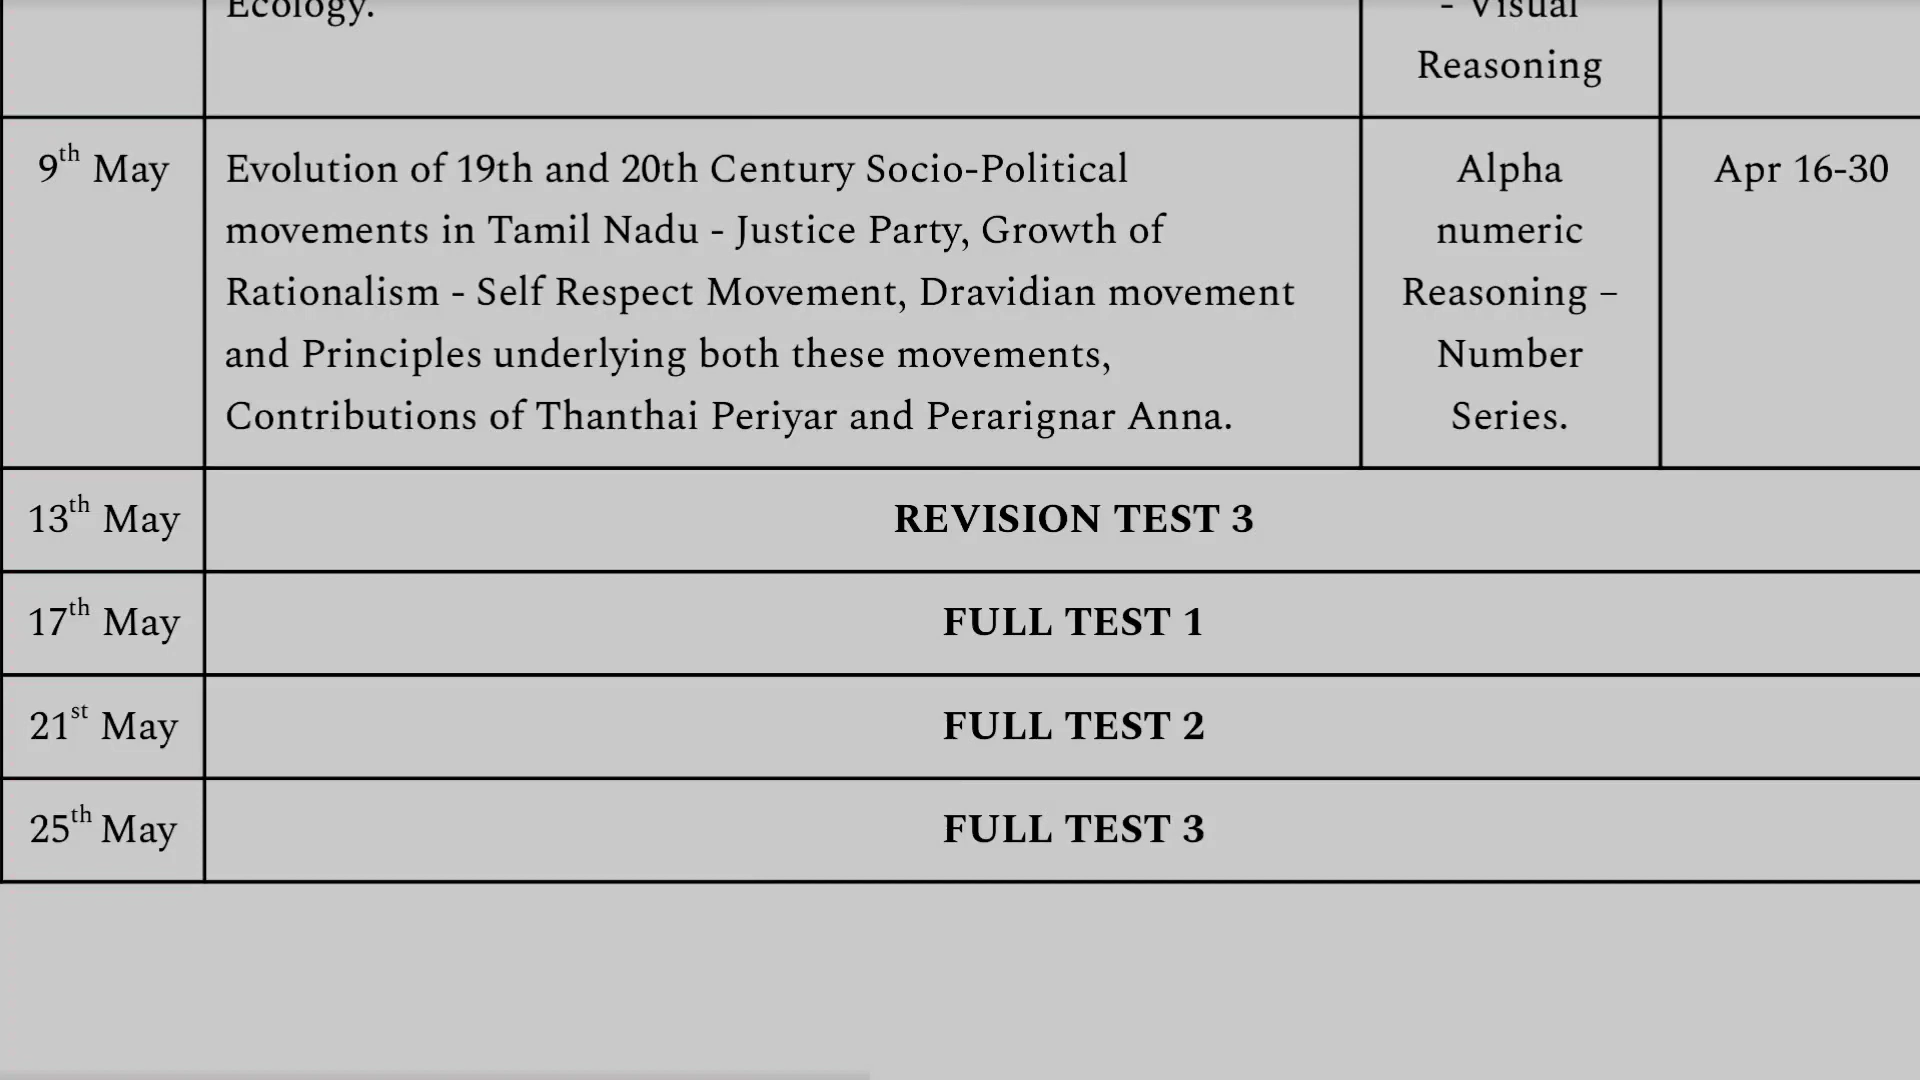 Ecology.
- Visual
Reasoning
9th May
Evolution of 19th and 20th Century Socio-Political
movements in Tamil Nadu - Justice Party, Growth of
Rationalism - Self Respect Movement, Dravidian movement
and Principles underlying both these movements,
Contributions of Thanthai Periyar and Perarignar Anna.
Alpha
numeric
Reasoning –
Number
Series.
Apr 16-30
13th May
REVISION TEST 3
17th May
FULL TEST 1
21st May
FULL TEST 2
25th May
FULL TEST 3